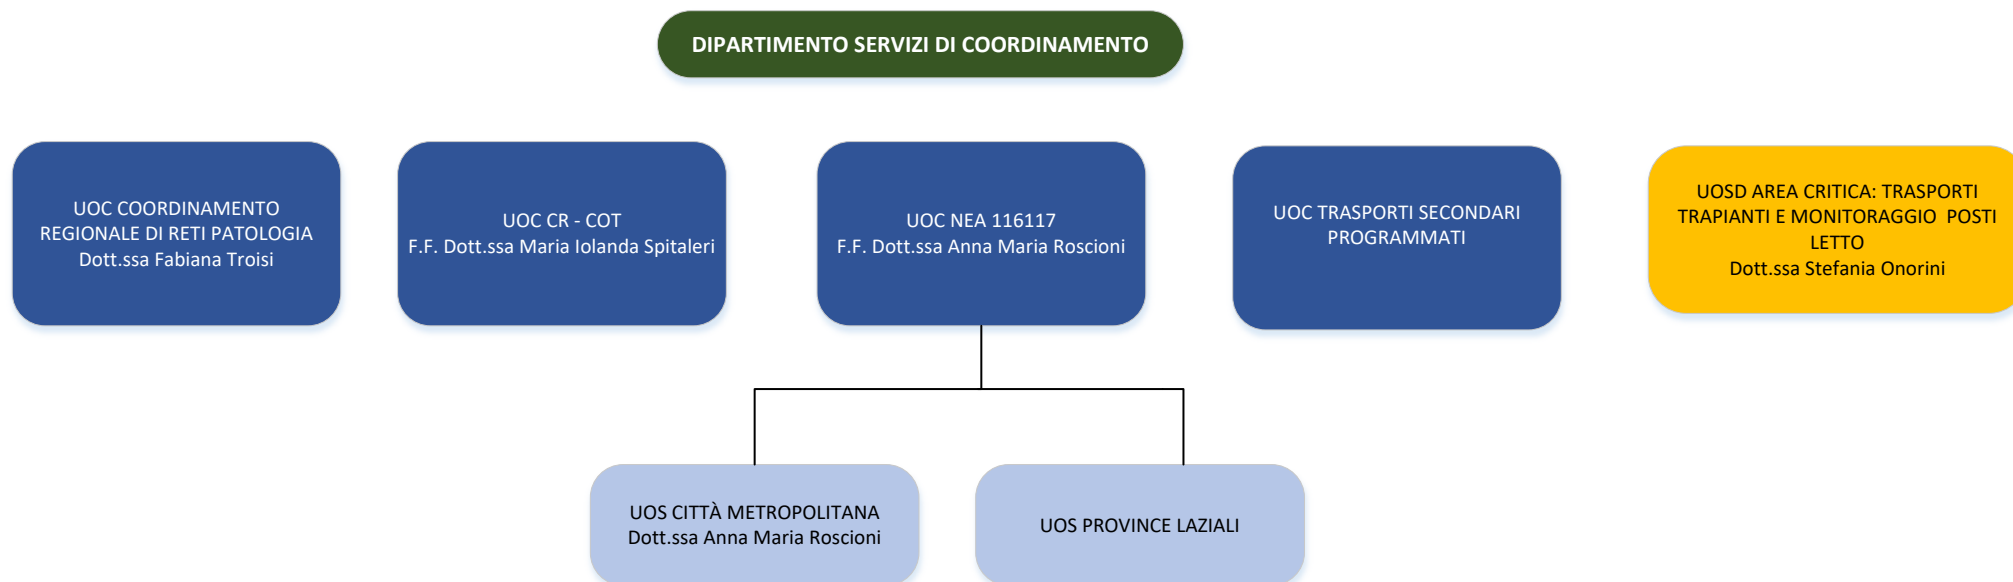 DIPARTIMENTO SERVIZI DI COORDINAMENTO
UOC COORDINAMENTO
REGIONALE DI RETI PATOLOGIA
Dott.ssa Fabiana Troisi
UOC CR - COT
F.F. Dott.ssa Maria Iolanda Spitaleri
UOC NEA 116117
F.F. Dott.ssa Anna Maria Roscioni
UOC TRASPORTI SECONDARI
PROGRAMMATI
UOSD AREA CRITICA: TRASPORTI
TRAPIANTI E MONITORAGGIO POSTI
LETTO
Dott.ssa Stefania Onorini
UOS CITTÀ METROPOLITANA
Dott.ssa Anna Maria Roscioni
UOS PROVINCE LAZIALI